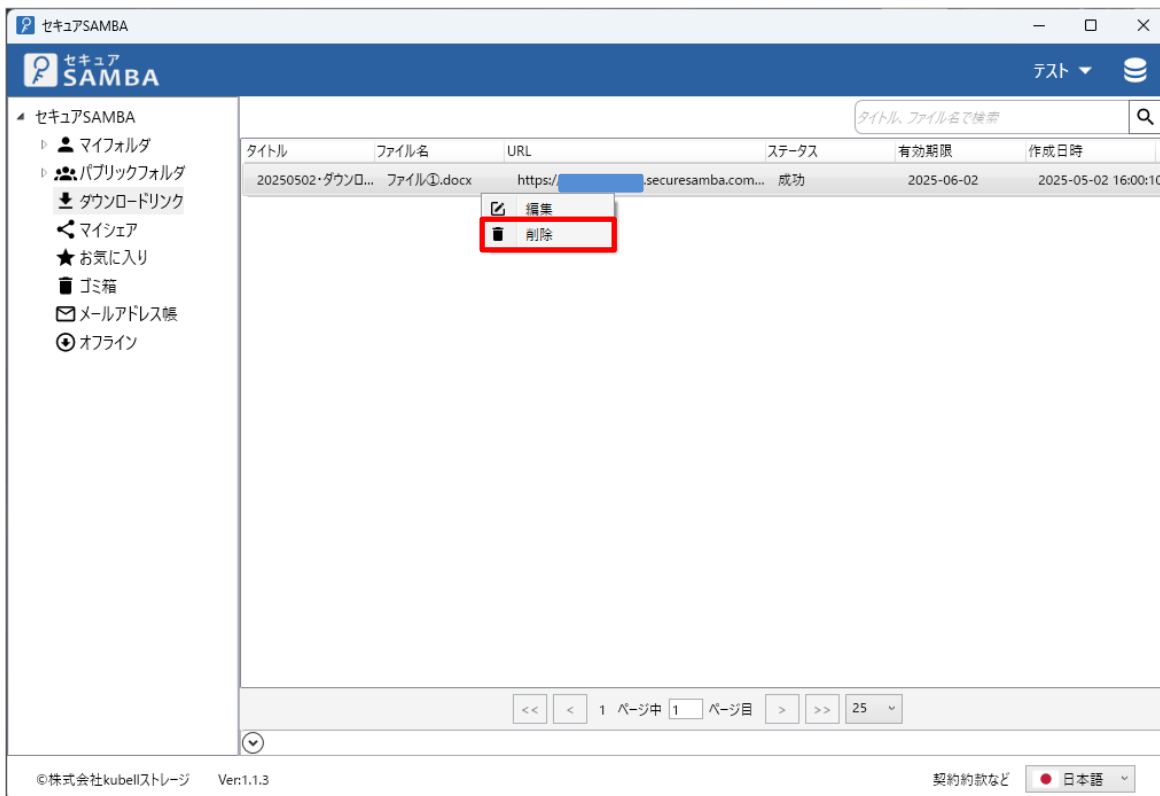 セキュアSAMBA
セキュア
SAMBA
テスト
セキュアSAMBA
マイフォルダ
パブリックフォルダ
ダウンロードリンク
マイシェア
お気に入り
ゴミ箱
メールアドレス帳
オフライン
タイトル、ファイル名で検索
タイトル ファイル名 URL ステータス 有効期限 作成日時
20250502・ダウンロ... ファイル①.docx https:/ .securesamba.com... 成功 2025-06-02 2025-05-02 16:00:10
編集
削除
<< < 1 ページ中 1 ページ目 > >> 25
©株式会社kubellストレージ Ver:1.1.3 契約約款など 日本語